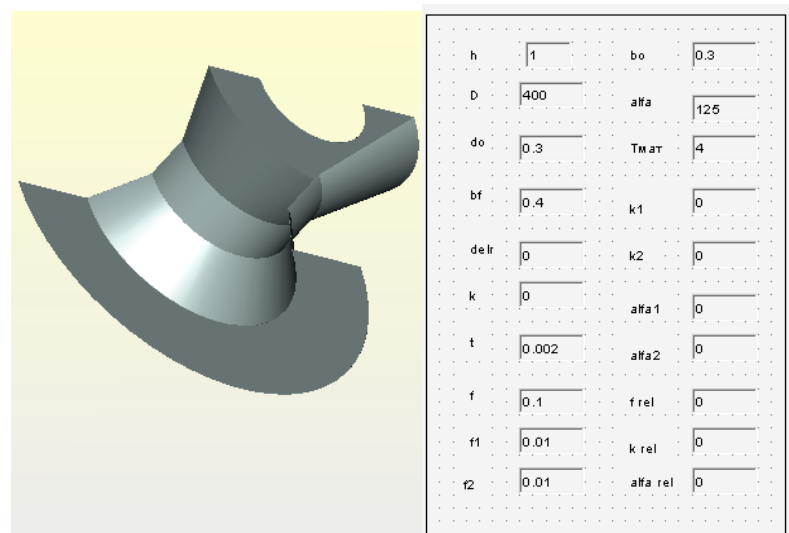 h 1 bo 0.3
D 400 alfa 125
do 0.3 Тмат 4
bf 0.4 k1 0
delr 0 k2 0
k 0 alfa1 0
t 0.002 alfa2 0
f 0.1 f rel 0
f1 0.01 k rel 0
f2 0.01 alfa rel 0